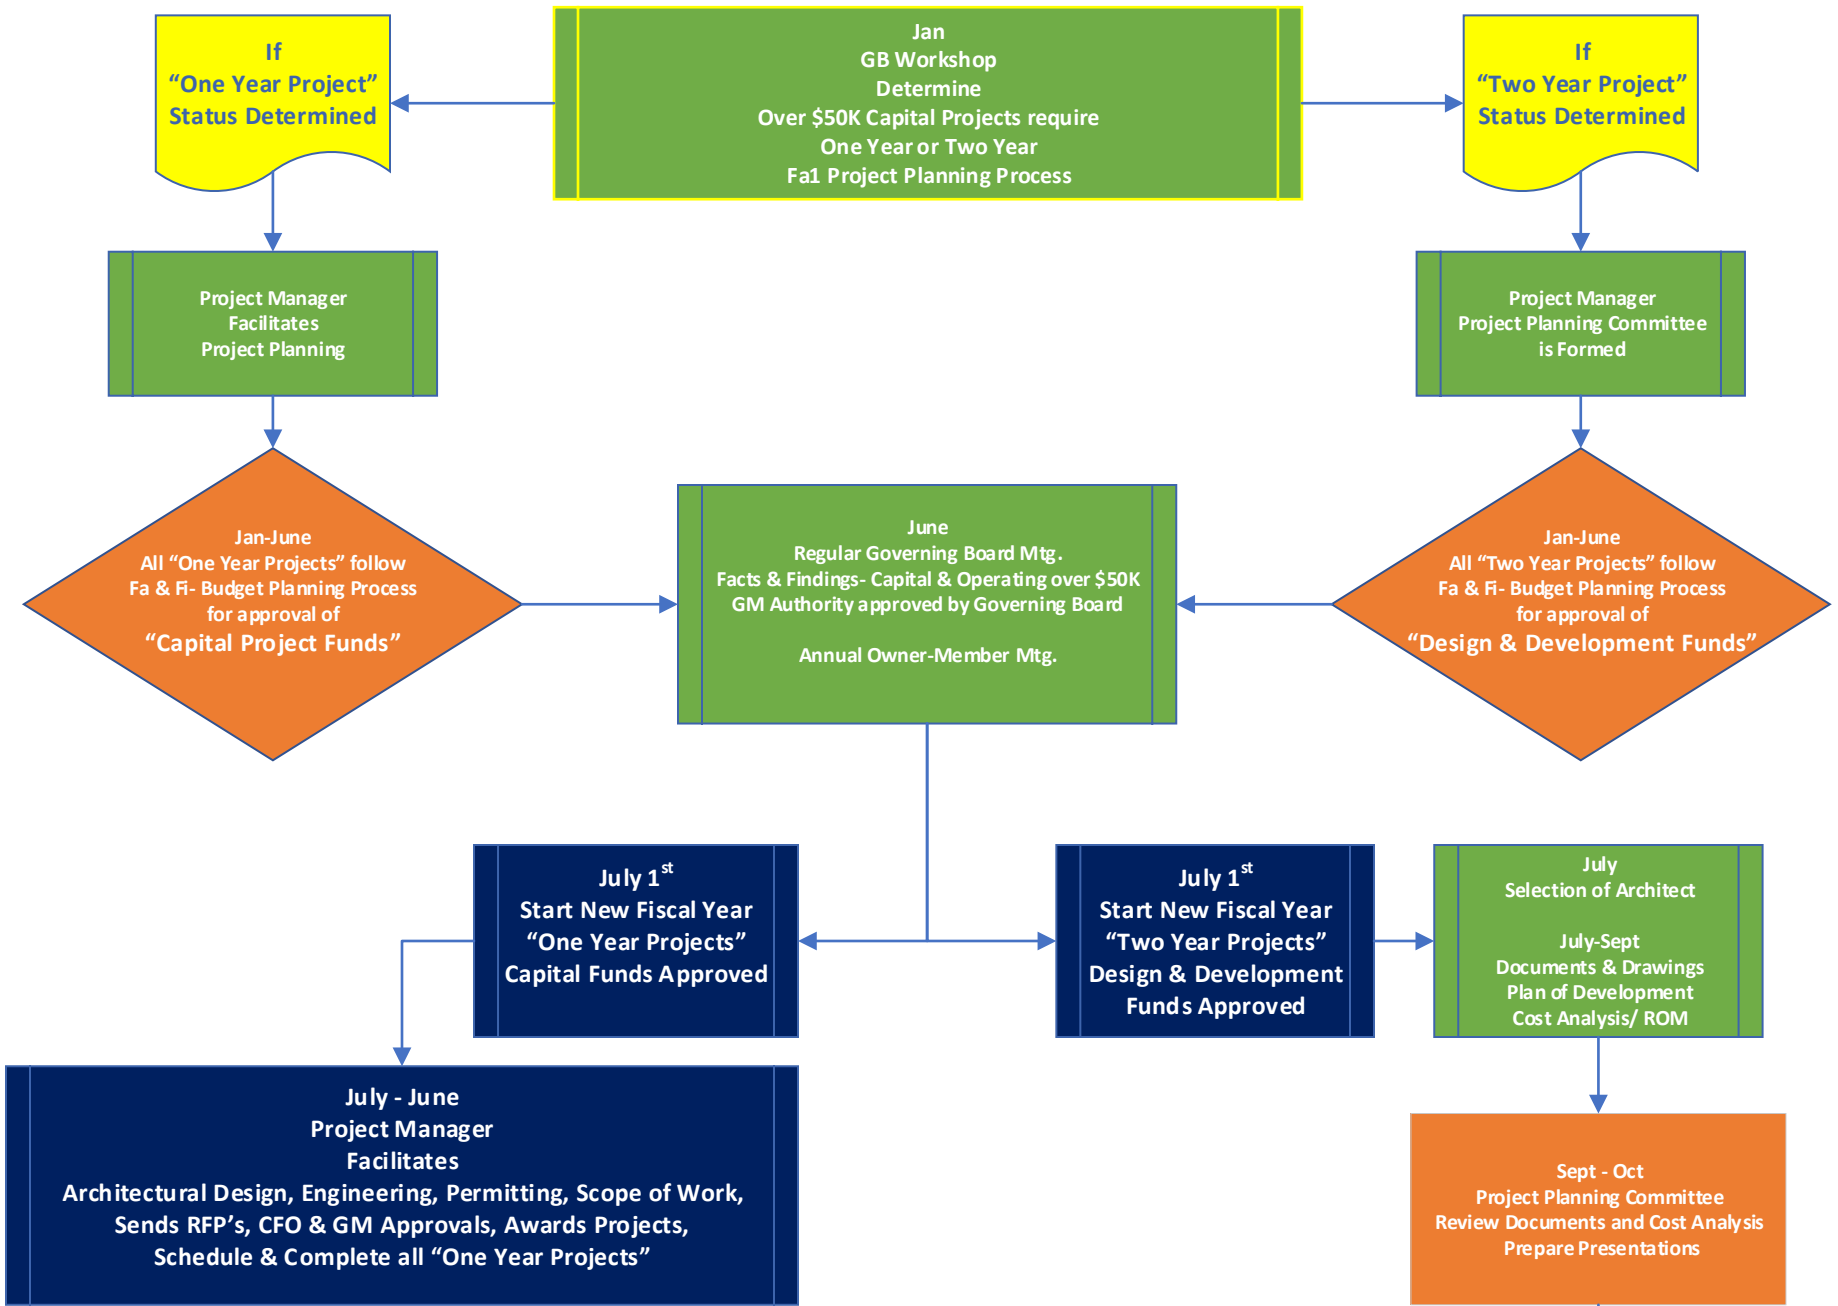 If
“One Year Project”
Status Determined
Jan
GB Workshop
Determine
Over $50K Capital Projects require
One Year or Two Year
Fa1 Project Planning Process
If
“Two Year Project”
Status Determined
Project Manager
Facilitates
Project Planning
Project Manager
Project Planning Committee
is Formed
Jan-June
All “One Year Projects” follow
Fa & Fi- Budget Planning Process
for approval of
“Capital Project Funds”
June
Regular Governing Board Mtg.
Facts & Findings- Capital & Operating over $50K
GM Authority approved by Governing Board
Annual Owner-Member Mtg.
Jan-June
All “Two Year Projects” follow
Fa & Fi- Budget Planning Process
for approval of
“Design & Development Funds”
July 1st
Start New Fiscal Year
“One Year Projects”
Capital Funds Approved
July 1st
Start New Fiscal Year
“Two Year Projects”
Design & Development
Funds Approved
July
Selection of Architect
July-Sept
Documents & Drawings
Plan of Development
Cost Analysis/ ROM
July - June
Project Manager
Facilitates
Architectural Design, Engineering, Permitting, Scope of Work,
Sends RFP’s, CFO & GM Approvals, Awards Projects,
Schedule & Complete all “One Year Projects”
Sept - Oct
Project Planning Committee
Review Documents and Cost Analysis
Prepare Presentations